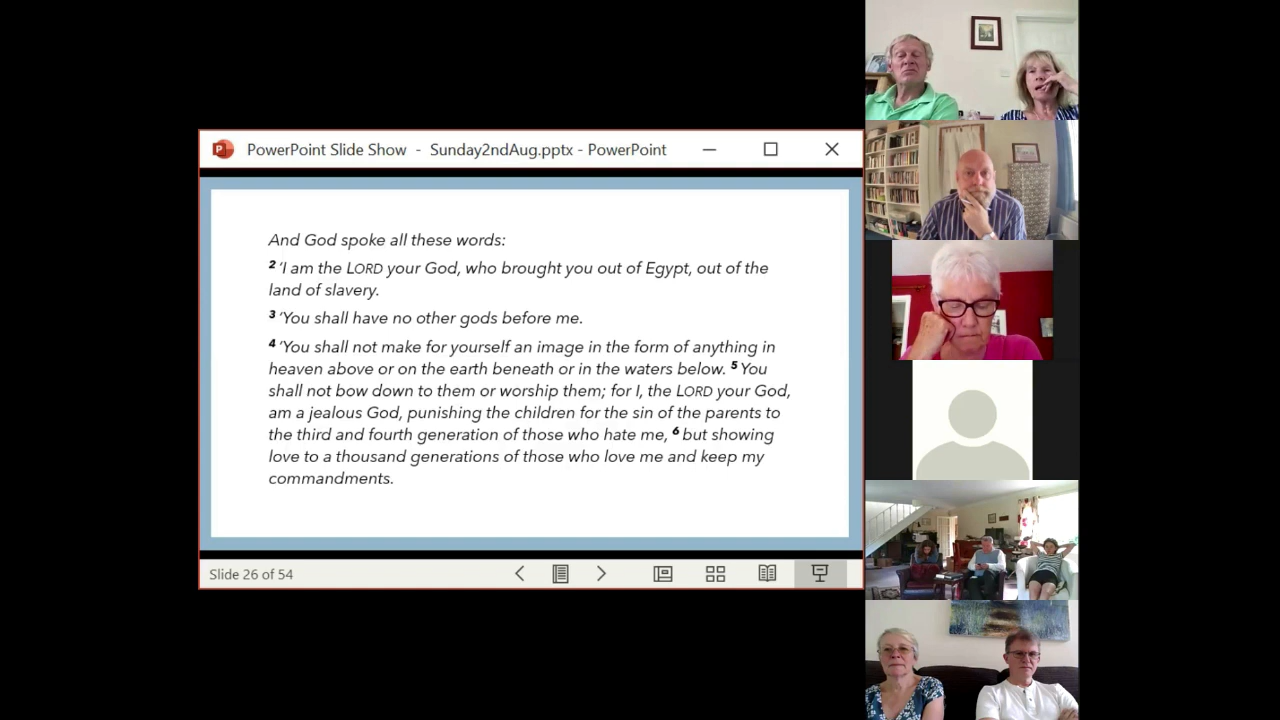 PowerPoint Slide Show - Sunday2ndAug.pptx - PowerPoint
And God spoke all these words:
2 ‘I am the LORD your God, who brought you out of Egypt, out of the
land of slavery.
3 ‘You shall have no other gods before me.
4 ‘You shall not make for yourself an image in the form of anything in
heaven above or on the earth beneath or in the waters below. 5 You
shall not bow down to them or worship them; for I, the LORD your God,
am a jealous God, punishing the children for the sin of the parents to
the third and fourth generation of those who hate me, 6 but showing
love to a thousand generations of those who love me and keep my
commandments.
Slide 26 of 54